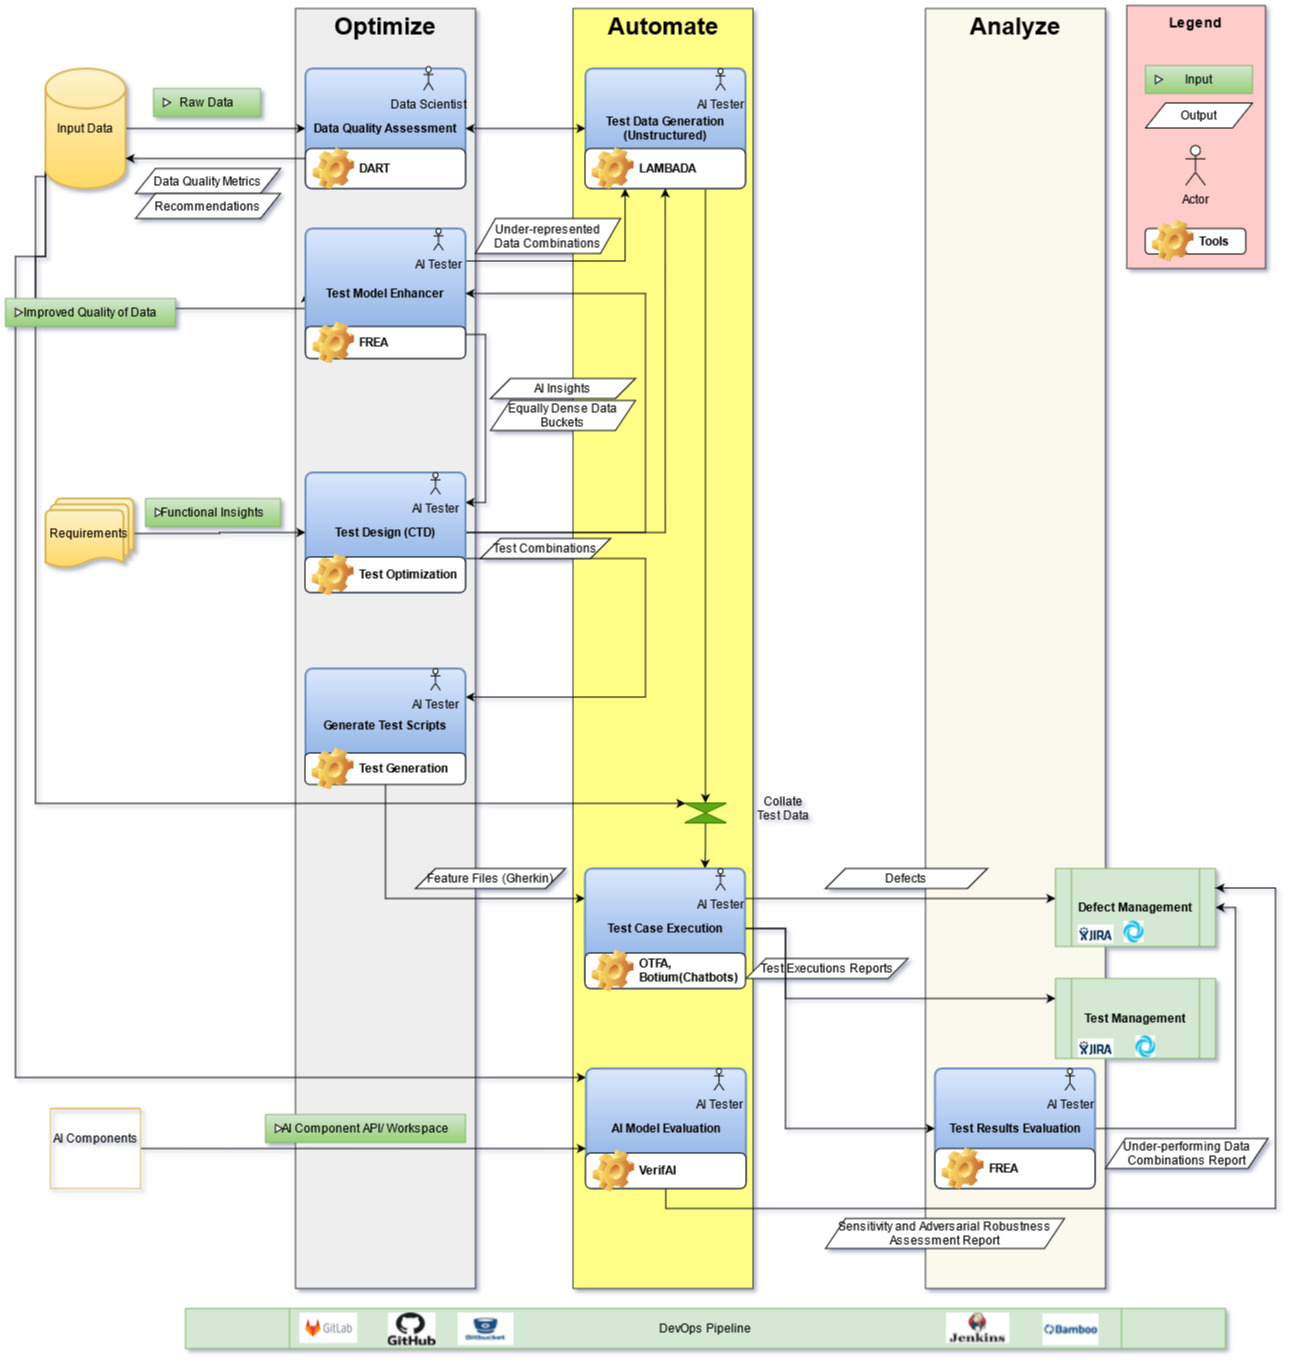 Optimize
Automate
Analyze
Legend
Input
Output
Actor
Tools
Input Data
Raw Data
Data Scientist
Data Quality Assessment
DART
AI Tester
Test Data Generation
(Unstructured)
LAMBADA
Data Quality Metrics
Recommendations
Under-represented
Data Combinations
AI Tester
Test Model Enhancer
FREA
Improved Quality of Data
AI Insights
Equally Dense Data
Buckets
Requirements
Functional Insights
AI Tester
Test Design (CTD)
Test Optimization
Test Combinations
AI Tester
Generate Test Scripts
Test Generation
Collate
Test Data
Feature Files (Gherkin)
AI Tester
Test Case Execution
OTFA,
Botium(Chatbots)
Defects
Defect Management
JIRA
Test Executions Reports
Test Management
JIRA
AI Components
AI Component API/ Workspace
AI Tester
AI Model Evaluation
VerifAI
AI Tester
Test Results Evaluation
FREA
Under-performing Data
Combinations Report
Sensitivity and Adversarial Robustness
Assessment Report
GitLab
GitHub
Bitbucket
DevOps Pipeline
Jenkins
Bamboo